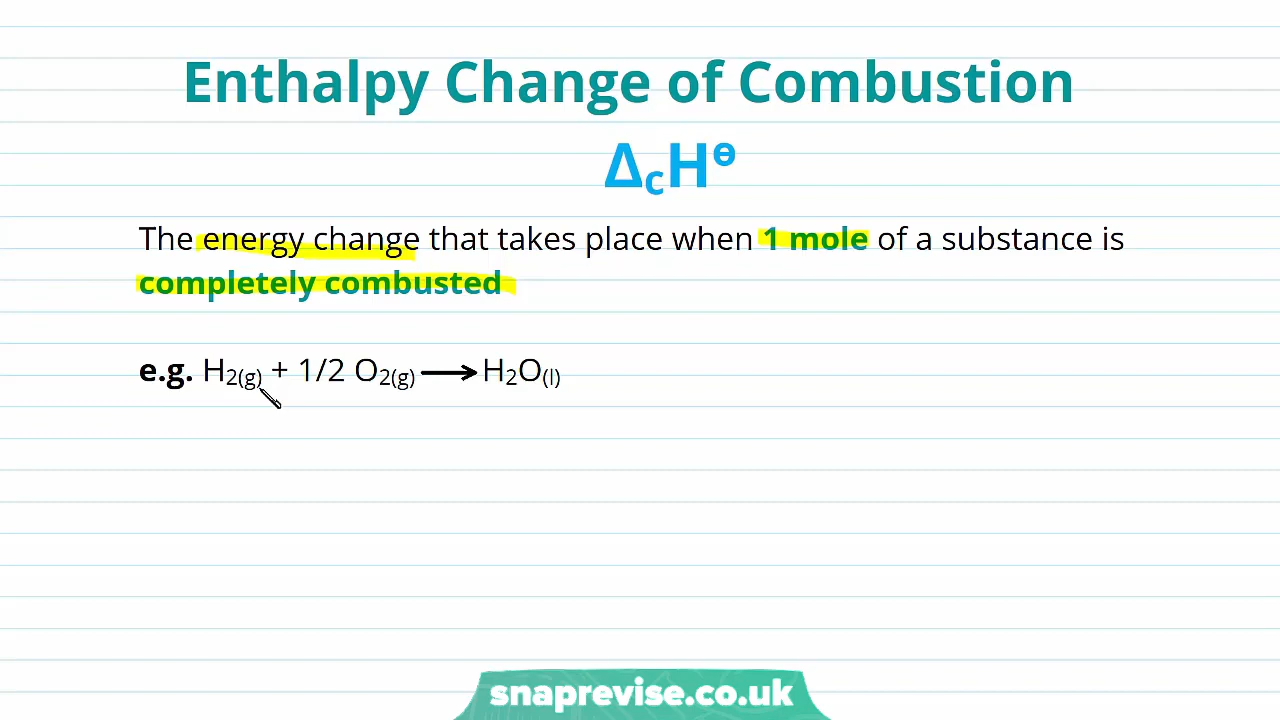 Enthalpy Change of Combustion
ΔcHᶱ
The energy change that takes place when 1 mole of a substance is
completely combusted
e.g. H₂(g) + 1/2 O₂(g) ⟶ H₂O(l)
snaprevise.co.uk